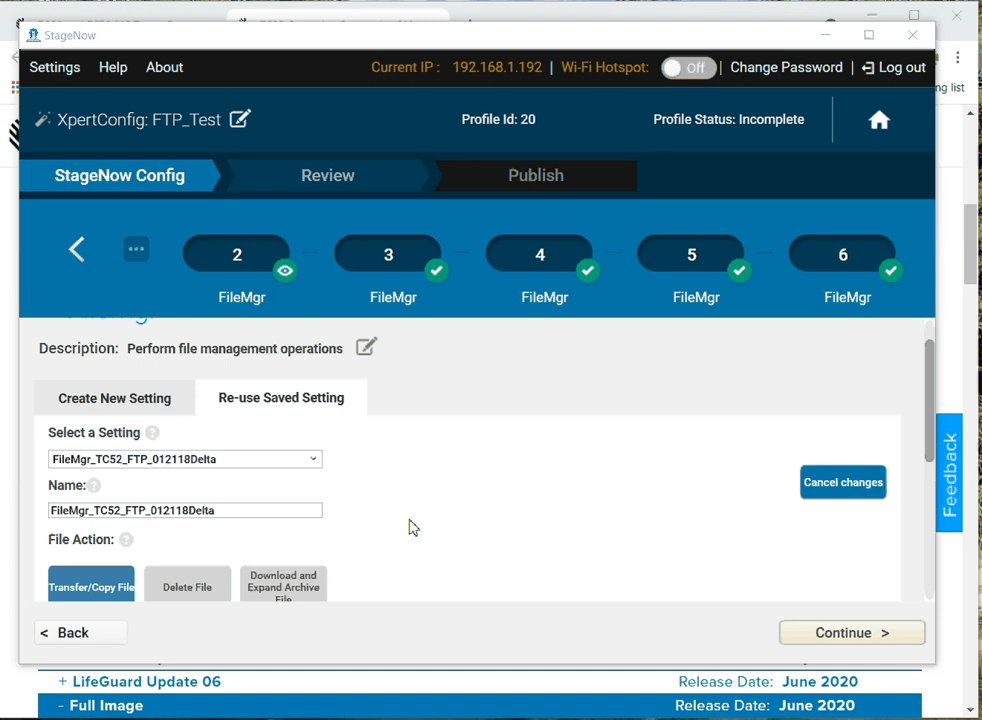 StageNow
Settings Help About Current IP : 192.168.1.192 | Wi-Fi Hotspot: Off | Change Password | Log out
ng list
XpertConfig: FTP_Test Profile Id: 20 Profile Status: Incomplete
StageNow Config Review Publish
... 2 3 4 5 6
FileMgr FileMgr FileMgr FileMgr FileMgr
Description: Perform file management operations
Create New Setting Re-use Saved Setting
Select a Setting ?
FileMgr_TC52_FTP_012118Delta
Cancel changes
Name: ?
FileMgr_TC52_FTP_012118Delta
File Action: ?
Transfer/Copy File Delete File Download and
Expand Archive
File
Feedback
< Back Continue >
+ LifeGuard Update 06 Release Date: June 2020
- Full Image Release Date: June 2020